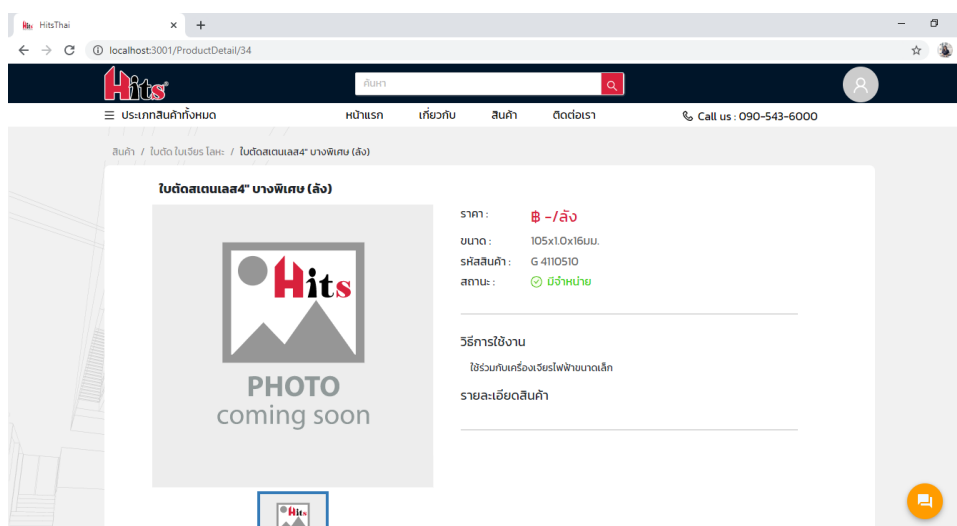 HitsThai
localhost:3001/ProductDetail/34
Hits
ค้นหา
ประเภทสินค้าทั้งหมด
หน้าแรก
เกี่ยวกับ
สินค้า
ติดต่อเรา
Call us : 090-543-6000
สินค้า / ใบตัด ใบเจียร โลหะ / ใบตัดสเตนเลส4" บางพิเศษ (ลัง)
ใบตัดสเตนเลส4" บางพิเศษ (ลัง)
Hits
PHOTO
coming soon
ราคา : ฿ -/ลัง
ขนาด : 105x1.0x16มม.
รหัสสินค้า : G 4110510
สถานะ : มีจำหน่าย
วิธีการใช้งาน
ใช้ร่วมกับเครื่องเจียรไฟฟ้าขนาดเล็ก
รายละเอียดสินค้า
Hits